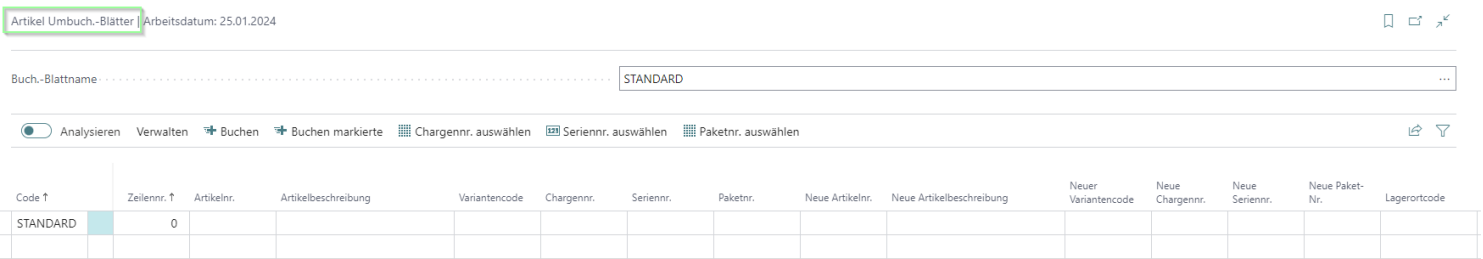 Artikel Umbuch.-Blätter | Arbeitsdatum: 25.01.2024
Buch.-Blattname STANDARD ...
Analysieren Verwalten Buchen Buchen markierte Chargennr. auswählen 123 Seriennr. auswählen Paketnr. auswählen
Code ↑ Zeilennr. ↑ Artikelnr. Artikelbeschreibung Variantencode Chargennr. Seriennr. Paketnr. Neue Artikelnr. Neue Artikelbeschreibung Neuer Variantencode Neue Chargennr. Neue Seriennr. Neue Paket-Nr. Lagerortcode
STANDARD 0